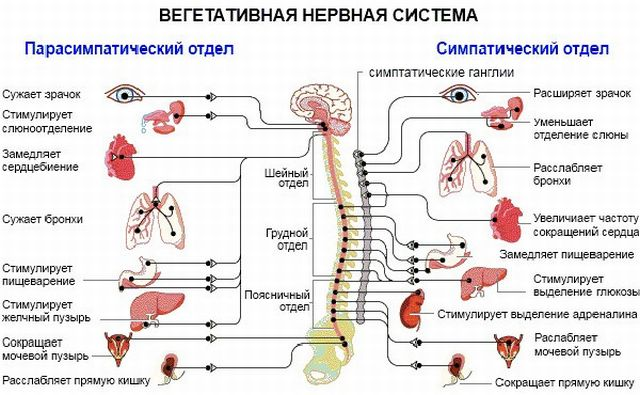 ВЕГЕТАТИВНАЯ НЕРВНАЯ СИСТЕМА
Парасимпатический отдел
Сужает зрачок
Стимулирует
слюноотделение
Замедляет
сердцебиение
Сужает бронхи
Стимулирует
пищеварение
Стимулирует
желчный пузырь
Сокращает
мочевой пузырь
Расслабляет прямую кишку
Шейный
отдел
Грудной
отдел
Поясничный
отдел
Симпатический отдел
симптатические ганглии
Расширяет зрачок
Уменьшает
отделение слюны
Расслабляет
бронхи
Увеличиает частоту
сокращений сердца
Замедляет пищеварение
Стимулирует
выделение глюкозы
Стимулирует выделение адреналина
Раслабляет
мочевой пузырь
Сокращает прямую кишку